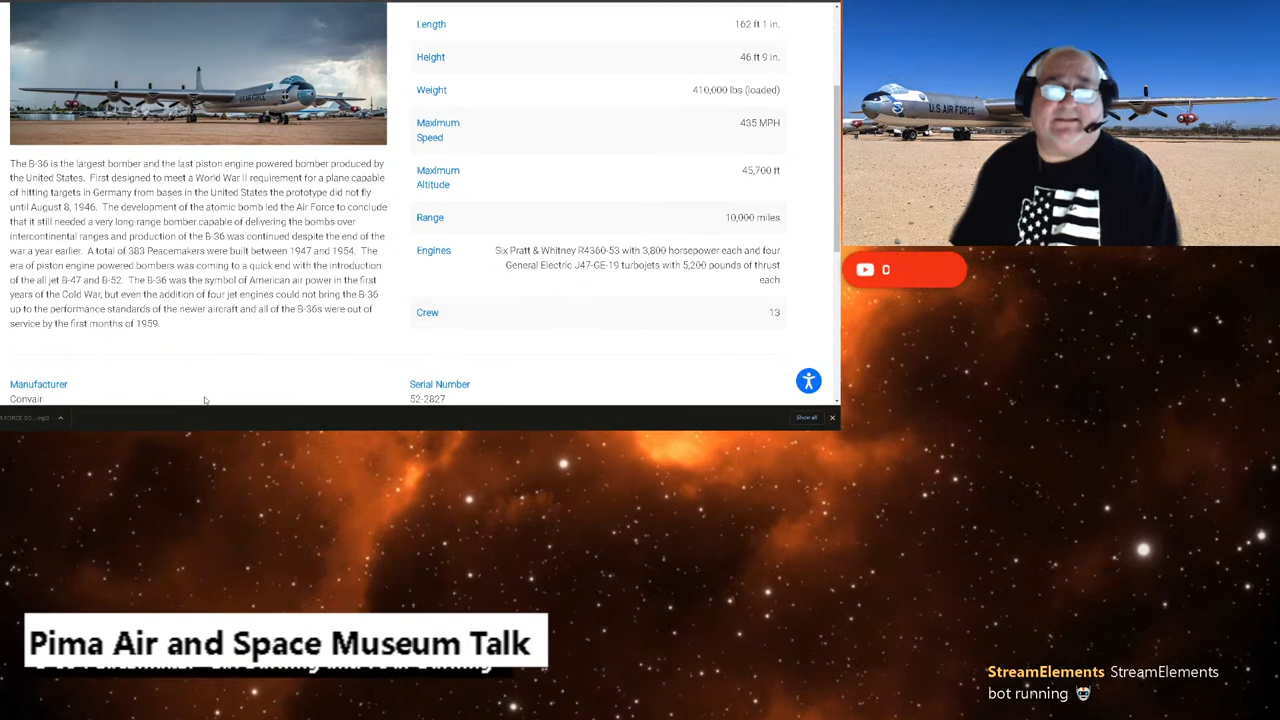 Length
162 ft 1 in.
Height
46 ft 9 in.
Weight
410,000 lbs (loaded)
Maximum
Speed
435 MPH
Maximum
Altitude
45,700 ft
Range
10,000 miles
Engines
Six Pratt & Whitney R4360-53 with 3,800 horsepower each and four
General Electric J47-GE-19 turbojets with 5,200 pounds of thrust
each
Crew
13
The B-36 is the largest bomber and the last piston engine powered bomber produced by
the United States. First designed to meet a World War II requirement for a plane capable
of hitting targets in Germany from bases in the United States the prototype did not fly
until August 8, 1946. The development of the atomic bomb led the Air Force to conclude
that it still needed a very long-range bomber capable of delivering the bombs over
intercontinental ranges and production of the B-36 was continued despite the end of the
war a year earlier. A total of 383 Peacemakers were built between 1947 and 1954. The
era of piston engine powered bombers was coming to a quick end with the introduction
of the all jet B-47 and B-52. The B-36 was the symbol of American air power in the first
years of the Cold War, but even the addition of four jet engines could not bring the B-36
up to the performance standards of the newer aircraft and all of the B-36s were out of
service by the first months of 1959.
Manufacturer
Convair
Serial Number
52-2827
Show all
U.S. AIR FORCE
0
Pima Air and Space Museum Talk
StreamElements StreamElements
bot running